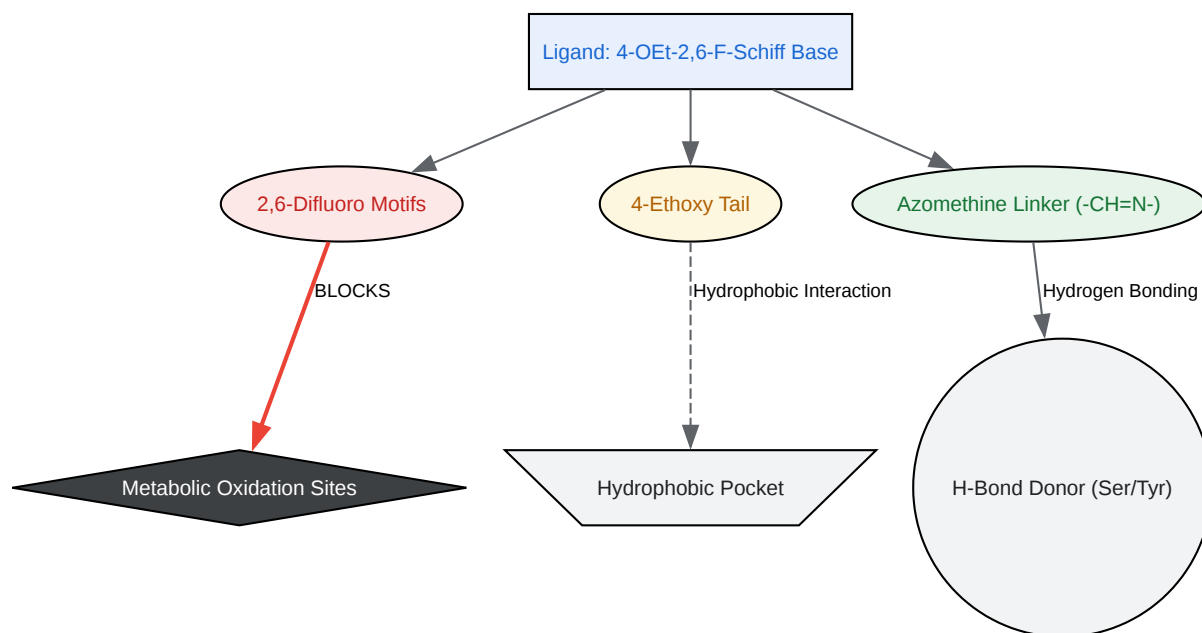 Ligand: 4-OEt-2,6-F-Schiff Base
2,6-Difluoro Motifs
4-Ethoxy Tail
Azomethine Linker (-CH=N-)
BLOCKS
Hydrophobic Interaction
Hydrogen Bonding
Metabolic Oxidation Sites
Hydrophobic Pocket
H-Bond Donor (Ser/Tyr)